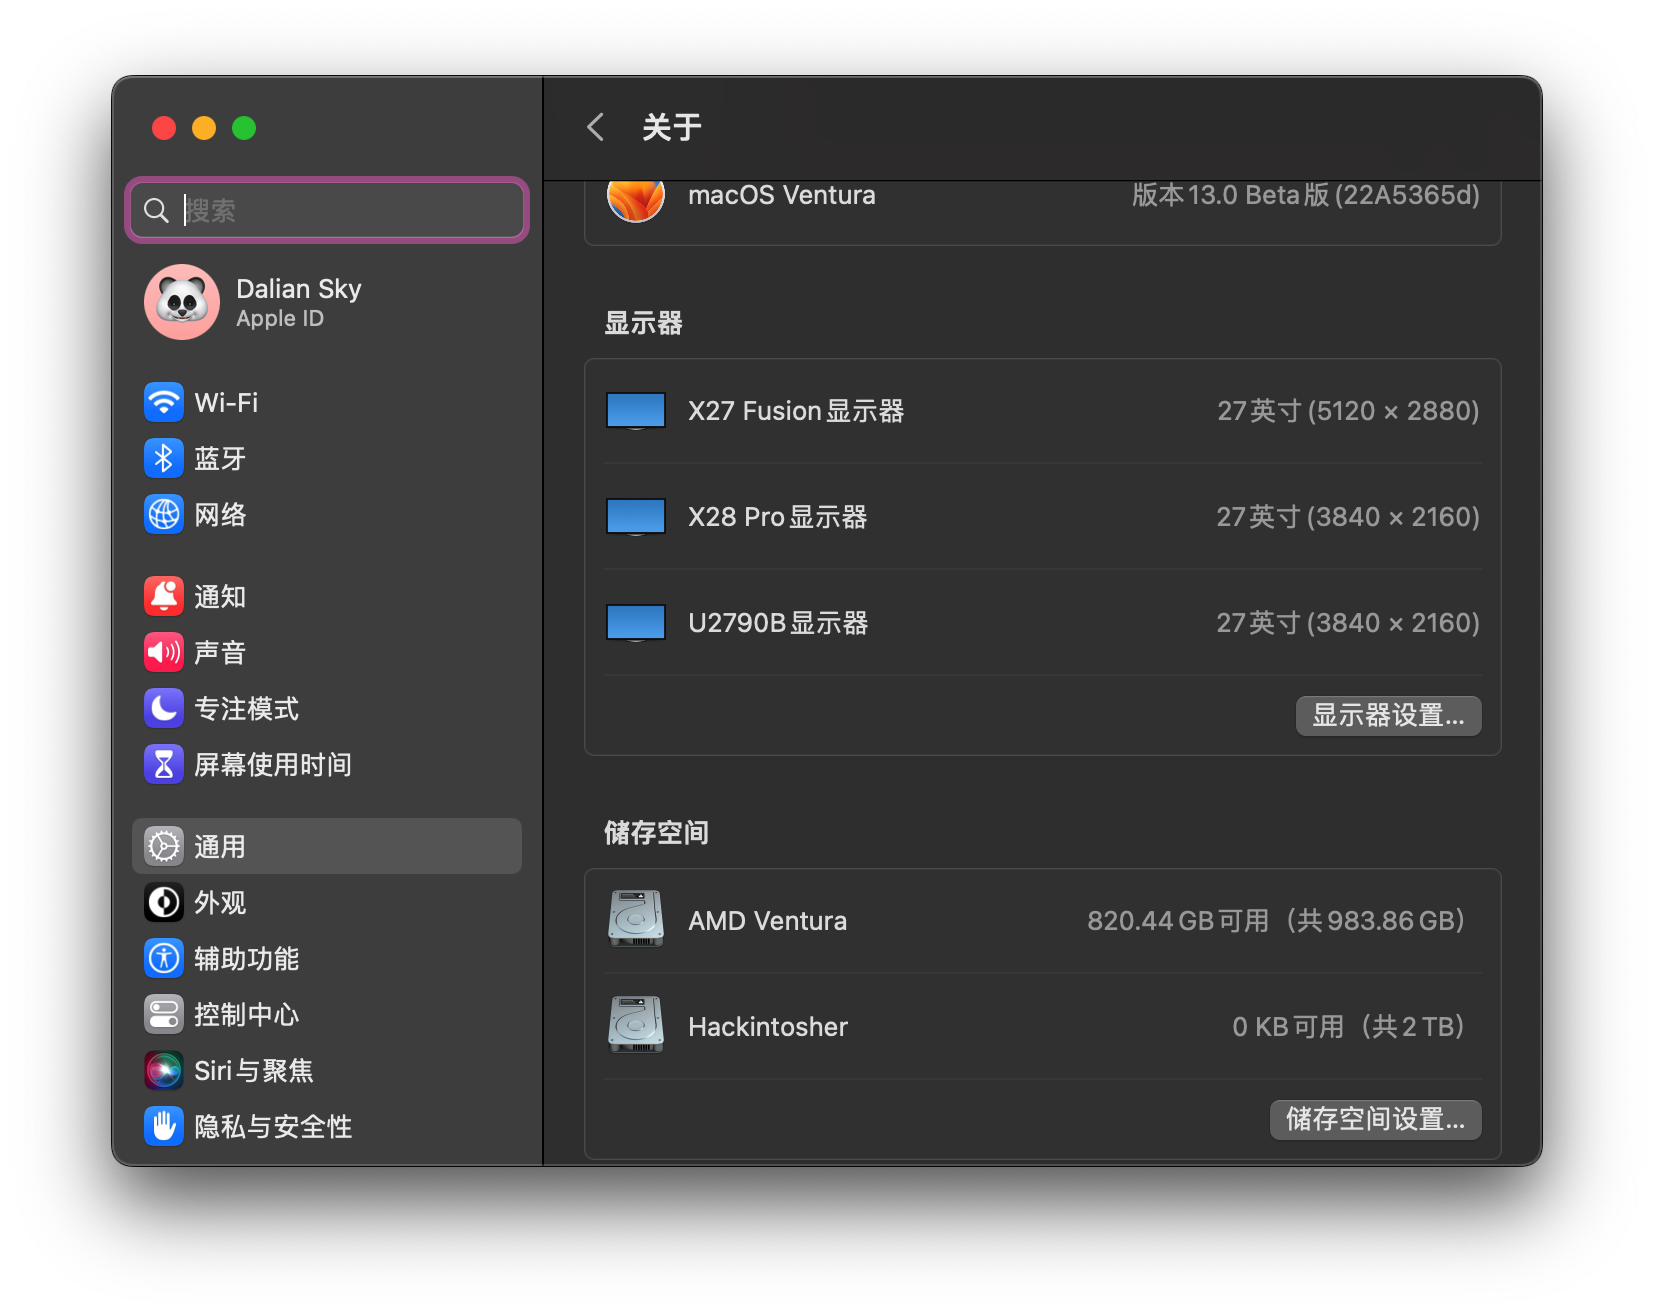 搜索
Dalian Sky
Apple ID
Wi-Fi
蓝牙
网络
通知
声音
专注模式
屏幕使用时间
通用
外观
辅助功能
控制中心
Siri与聚焦
隐私与安全性
关于
macOS Ventura 版本13.0 Beta版 (22A5365d)
显示器
X27 Fusion显示器 27英寸 (5120 × 2880)
X28 Pro显示器 27英寸 (3840 × 2160)
U2790B显示器 27英寸 (3840 × 2160)
显示器设置...
储存空间
AMD Ventura 820.44 GB可用（共983.86 GB）
Hackintosher 0 KB可用（共2 TB）
储存空间设置...